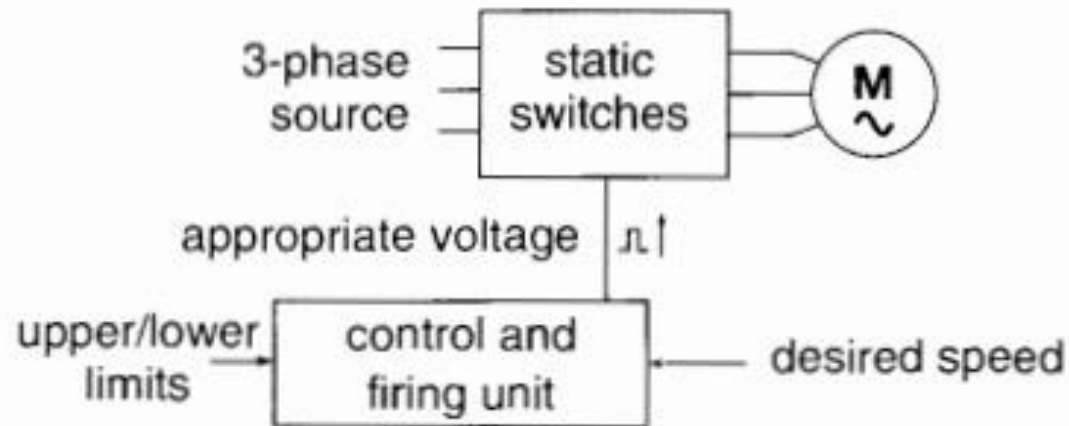 3-phase
source
static
switches
M
~
appropriate voltage
upper/lower
limits
control and
firing unit
desired speed